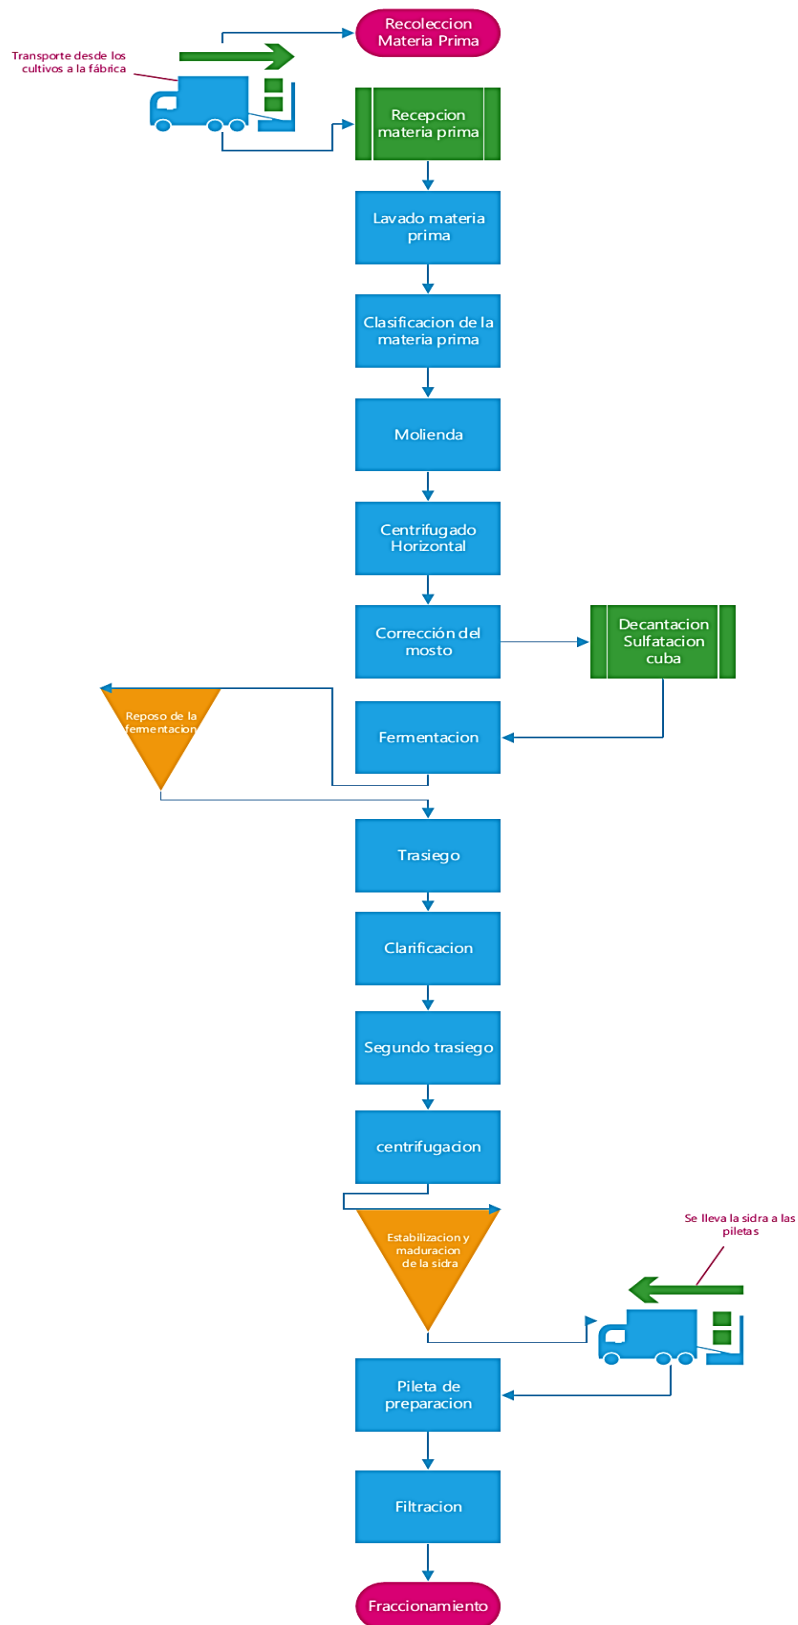 Recoleccion
Materia Prima
Transporte desde los
cultivos a la fábrica
Recepcion
materia prima
Lavado materia
prima
Clasificacion de la
materia prima
Molienda
Centrifugado
Horizontal
Corrección del
mosto
Decantacion
Sulfatacion
cuba
Reposo de la
fermentacion
Fermentacion
Trasiego
Clarificacion
Segundo trasiego
centrifugacion
Estabilizacion y
maduracion
de la sidra
Se lleva la sidra a las
piletas
Pileta de
preparacion
Filtracion
Fraccionamiento